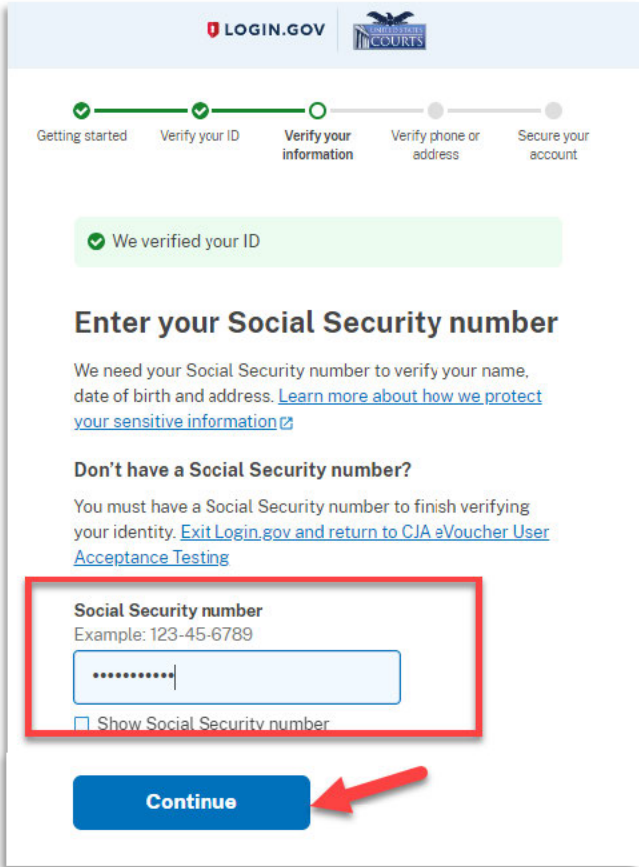 LOGIN.GOV
UNITED STATES
COURTS
Getting started
Verify your ID
Verify your
information
Verify phone or
address
Secure your
account
We verified your ID
Enter your Social Security number
We need your Social Security number to verify your name,
date of birth and address. Learn more about how we protect
your sensitive information
Don't have a Social Security number?
You must have a Social Security number to finish verifying
your identity. Exit Login.gov and return to CJA eVoucher User
Acceptance Testing
Social Security number
Example: 123-45-6789
•••••••••••
Show Social Security number
Continue